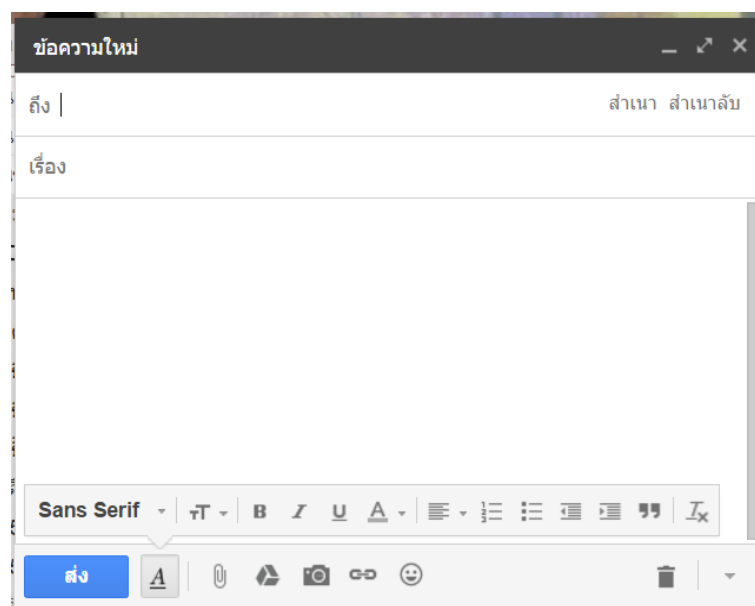 ข้อความใหม่
ถึง สำเนา สำเนาลับ
เรื่อง
Sans Serif
ส่ง